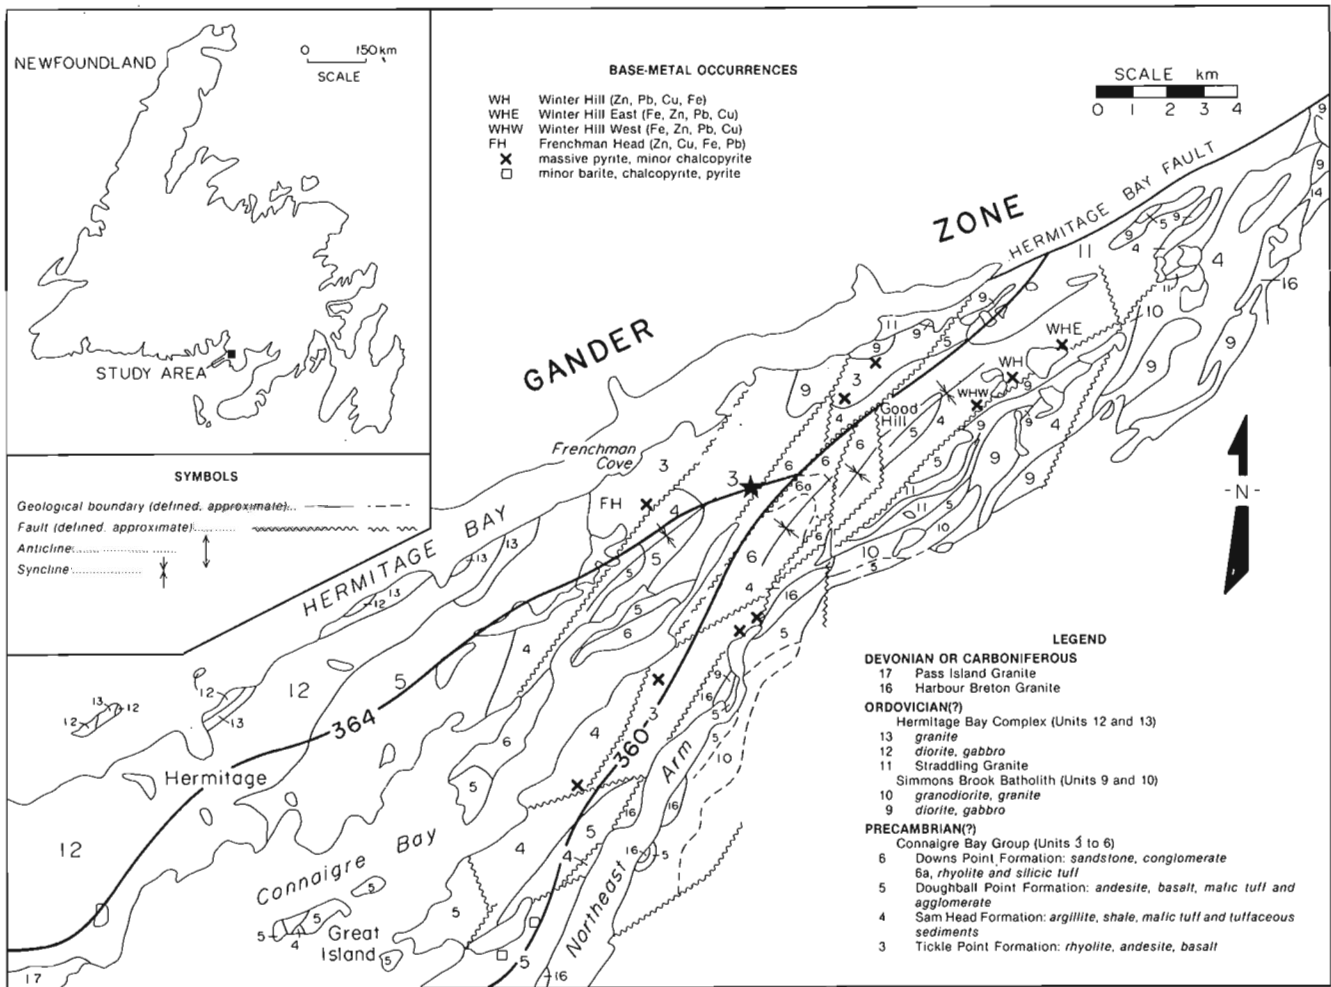 NEWFOUNDLAND
0 150 km
SCALE
STUDY AREA
SYMBOLS
Geological boundary (defined, approximate)
Fault (defined, approximate)
Anticline
Syncline
BASE-METAL OCCURRENCES
WH Winter Hill (Zn, Pb, Cu, Fe)
WHE Winter Hill East (Fe, Zn, Pb, Cu)
WHW Winter Hill West (Fe, Zn, Pb, Cu)
FH Frenchman Head (Zn, Cu, Fe, Pb)
massive pyrite, minor chalcopyrite
minor barite, chalcopyrite, pyrite
SCALE km
0 1 2 3 4
GANDER ZONE
HERMITAGE BAY FAULT
WHE
WH
WHW
Good Hill
Frenchman
Cove
FH
HERMITAGE BAY
364
360
Hermitage
Connaigre Bay
Great
Island
Northeast Arm
N
LEGEND
DEVONIAN OR CARBONIFEROUS
17 Pass Island Granite
16 Harbour Breton Granite
ORDOVICIAN(?)
Hermitage Bay Complex (Units 12 and 13)
13 granite
12 diorite, gabbro
11 Straddling Granite
Simmons Brook Batholith (Units 9 and 10)
10 granodiorite, granite
9 diorite, gabbro
PRECAMBRIAN(?)
Connaigre Bay Group (Units 3 to 6)
6 Downs Point Formation: sandstone, conglomerate
6a, rhyolite and silicic tuff
5 Doughball Point Formation: andesite, basalt, mafic tuff and
agglomerate
4 Sam Head Formation: argillite, shale, mafic tuff and tuffaceous
sediments
3 Tickle Point Formation: rhyolite, andesite, basalt